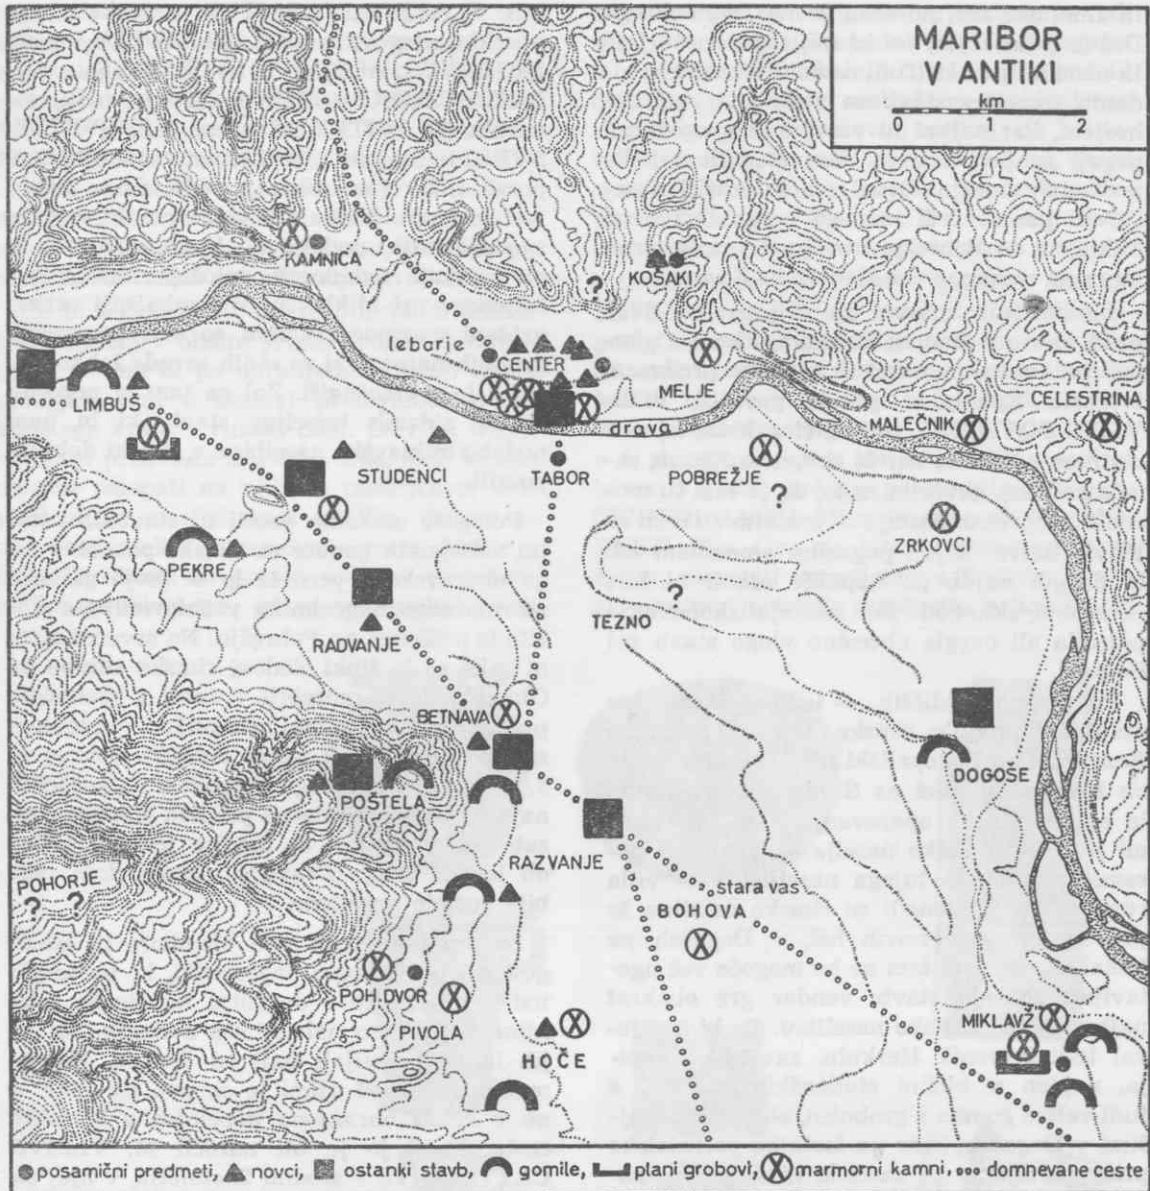 MARIBOR
V ANTIKI
km
0 1 2
KAMNICA
KOŠAKI
?
lebarje
CENTER
MELJE
CELESTRINA
LIMBUŠ
drava
MALEČNIK
STUDENCI
TABOR
POBREŽJE
?
ZRKOVCI
PEKRE
?
TEZNO
RADVANJE
BETNAVA
DOGOŠE
POŠTELA
RAZVANJE
POHORJE
? ?
stara vas
BOHOVA
POH.DVOR
PIVOLA
MIKLAVŽ
HOČE
posamični predmeti, novci, ostanki stavb, gomile, plani grobovi, marmorni kamni, domnevane ceste